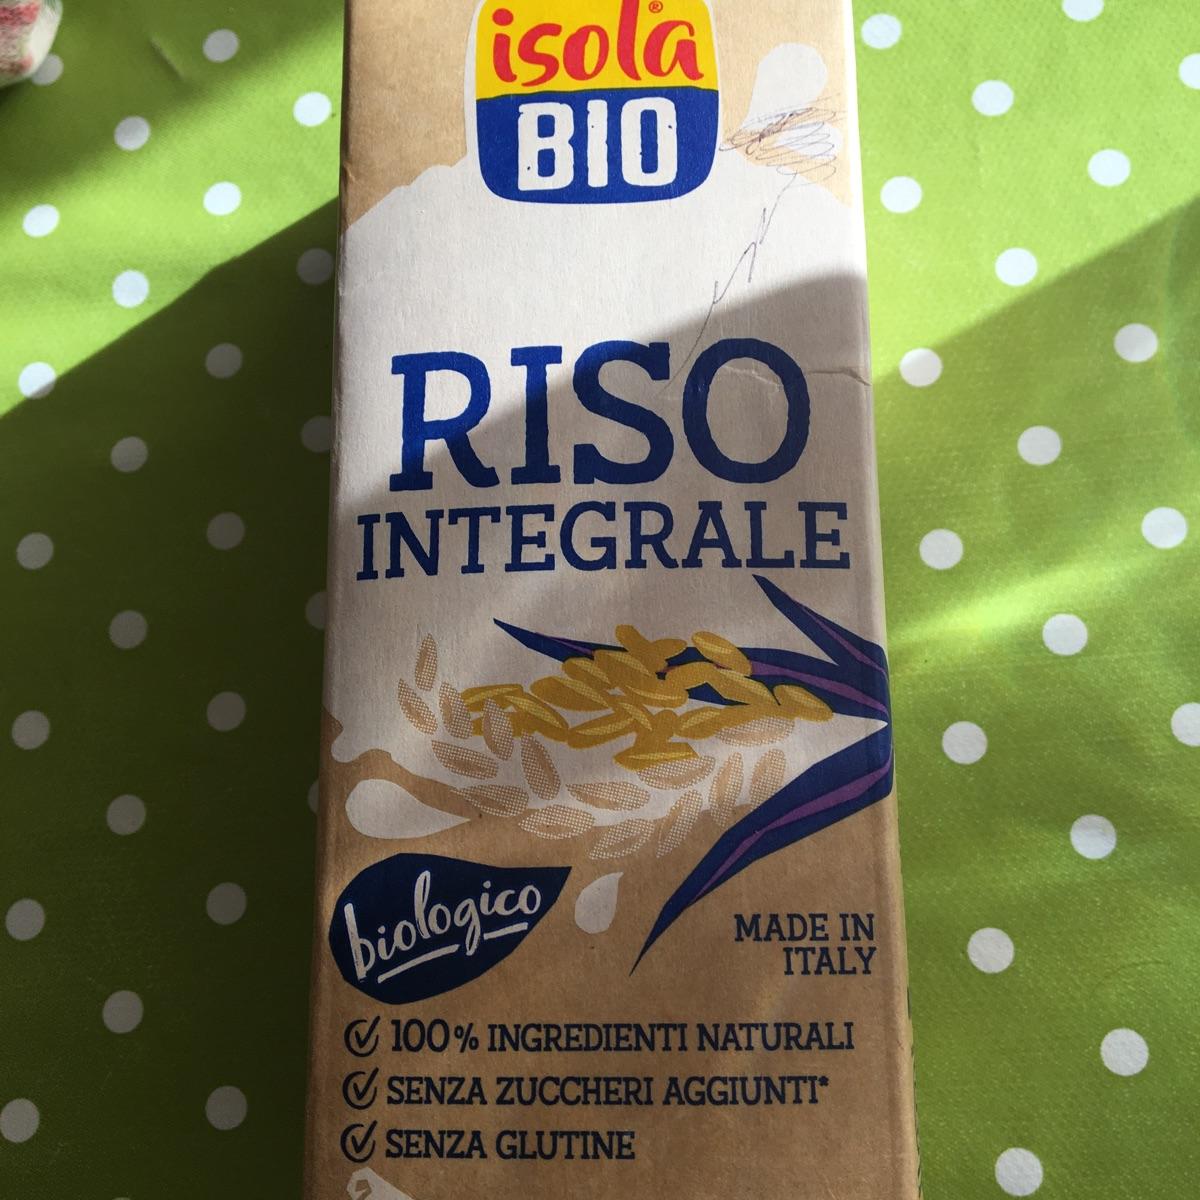 isola®
BIO
RISO
INTEGRALE
biologico
MADE IN
ITALY
100% INGREDIENTI NATURALI
SENZA ZUCCHERI AGGIUNTI*
SENZA GLUTINE